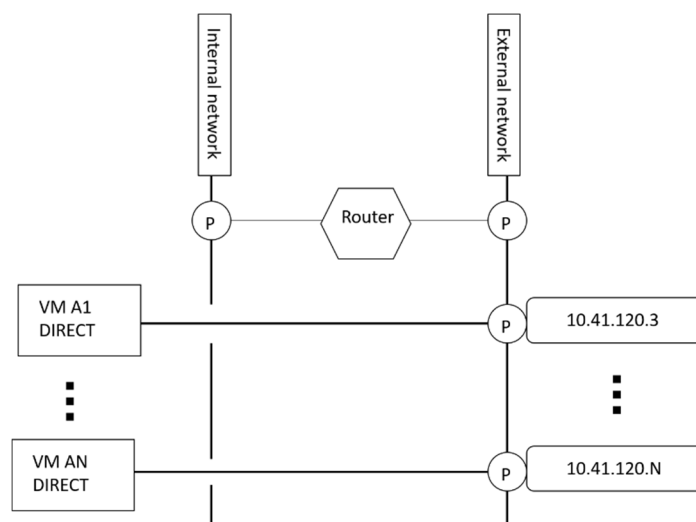 Internal network
External network
P
Router
P
VM A1
DIRECT
P
10.41.120.3
VM AN
DIRECT
P
10.41.120.N